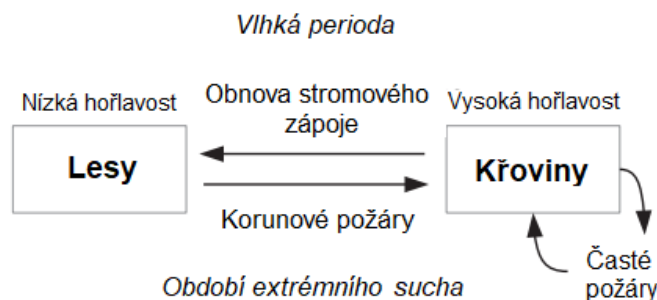 Vlhká perioda
Nízká hořlavost
Obnova stromového
zápoje
Vysoká hořlavost
Lesy
Křoviny
Korunové požáry
Časté
požáry
Období extrémního sucha